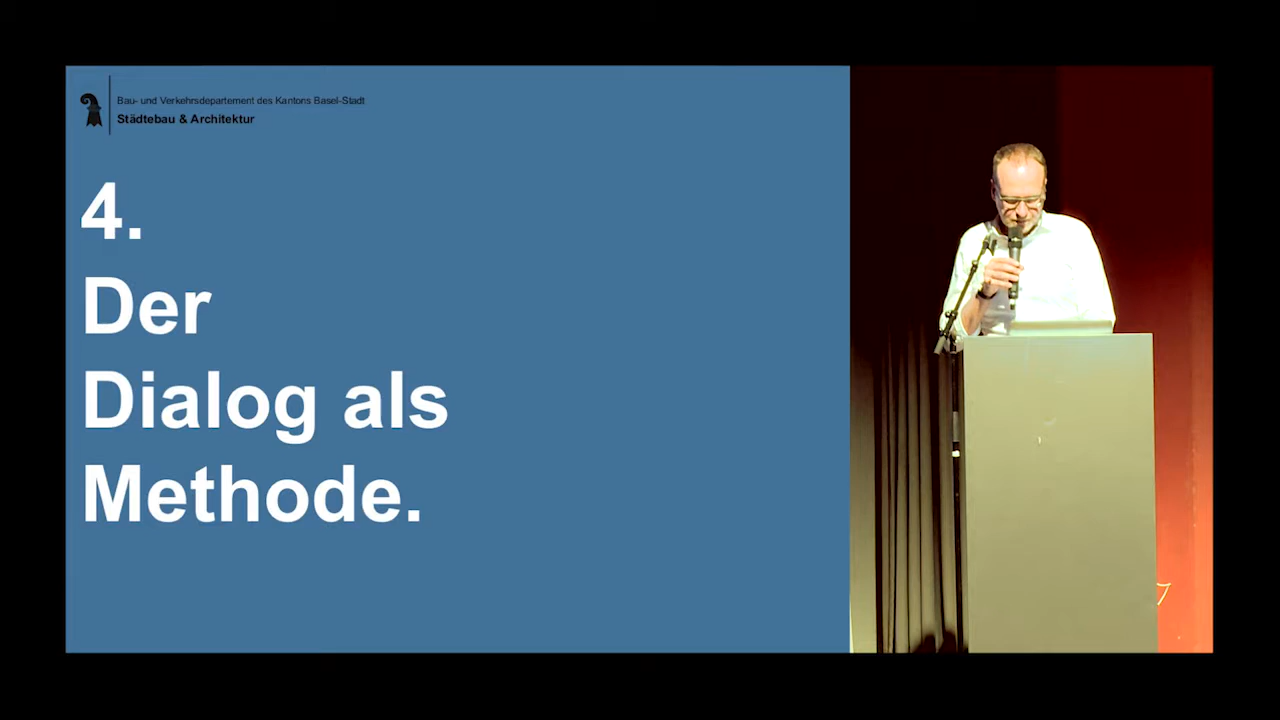 Bau- und Verkehrsdepartement des Kantons Basel-Stadt
Städtebau & Architektur
4.
Der
Dialog als
Methode.